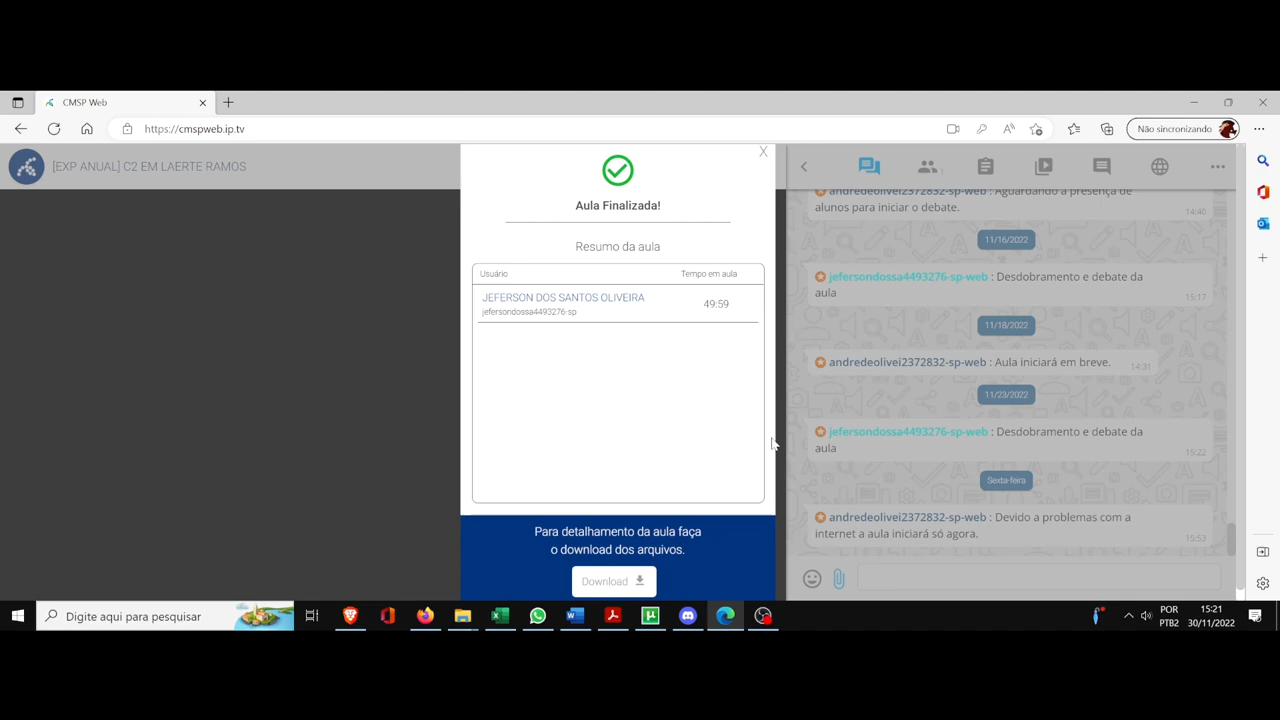 CMSP Web
https://cmspweb.ip.tv
Não sincronizando
[EXP ANUAL] C2 EM LAERTE RAMOS
X
Aula Finalizada!
Resumo da aula
Usuário Tempo em aula
JEFERSON DOS SANTOS OLIVEIRA 49:59
jefersondossa4493276-sp
Para detalhamento da aula faça
o download dos arquivos.
Download
andredeolivei2372832-sp-web : Aguardando a presença de
alunos para iniciar o debate.
14:40
11/16/2022
jefersondossa4493276-sp-web : Desdobramento e debate da
aula
15:17
11/18/2022
andredeolivei2372832-sp-web : Aula iniciará em breve.
14:31
11/23/2022
jefersondossa4493276-sp-web : Desdobramento e debate da
aula
15:22
Sexta-feira
andredeolivei2372832-sp-web : Devido a problemas com a
internet a aula iniciará só agora.
15:53
Digite aqui para pesquisar
POR
PTB2
15:21
30/11/2022